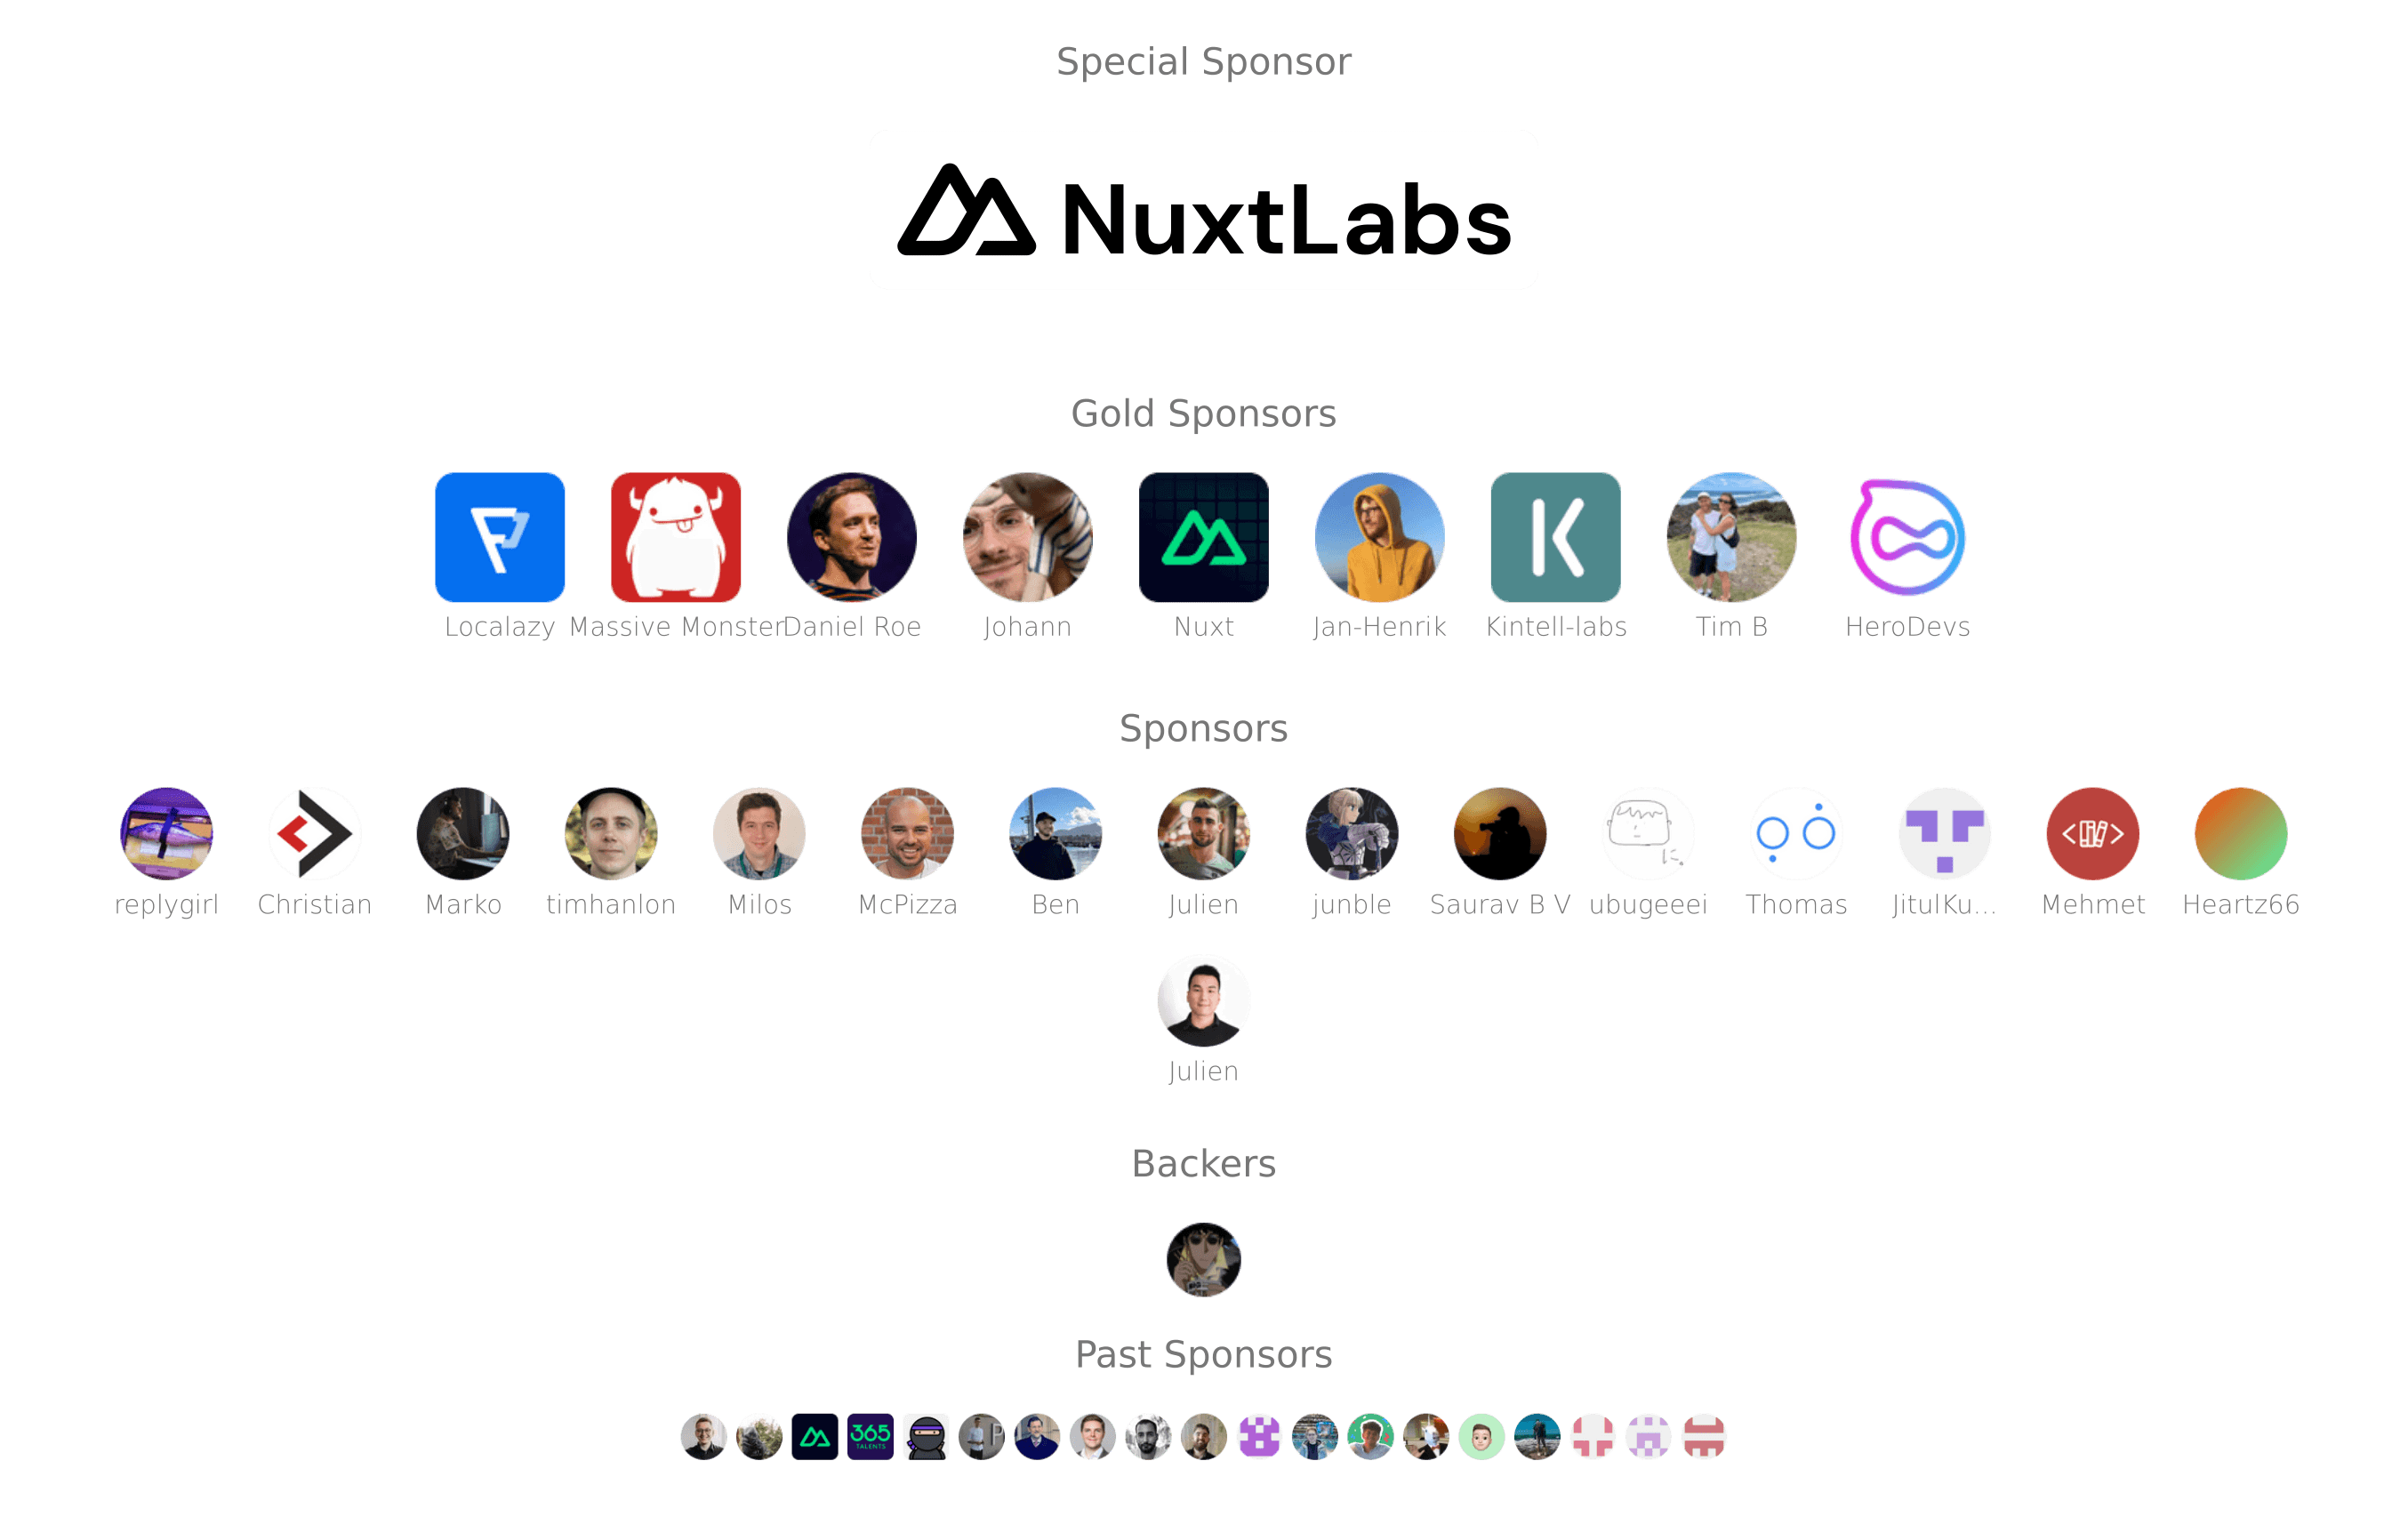 Special Sponsor
NuxtLabs
Gold Sponsors
Localazy Massive Monster Daniel Roe Johann Nuxt Jan-Henrik Kintell-labs Tim B HeroDevs
Sponsors
replygirl Christian Marko timhanlon Milos McPizza Ben Julien junble Saurav B V ubugeeei Thomas JitulKu... Mehmet Heartz66
Julien
Backers
Past Sponsors
365
TALENTS